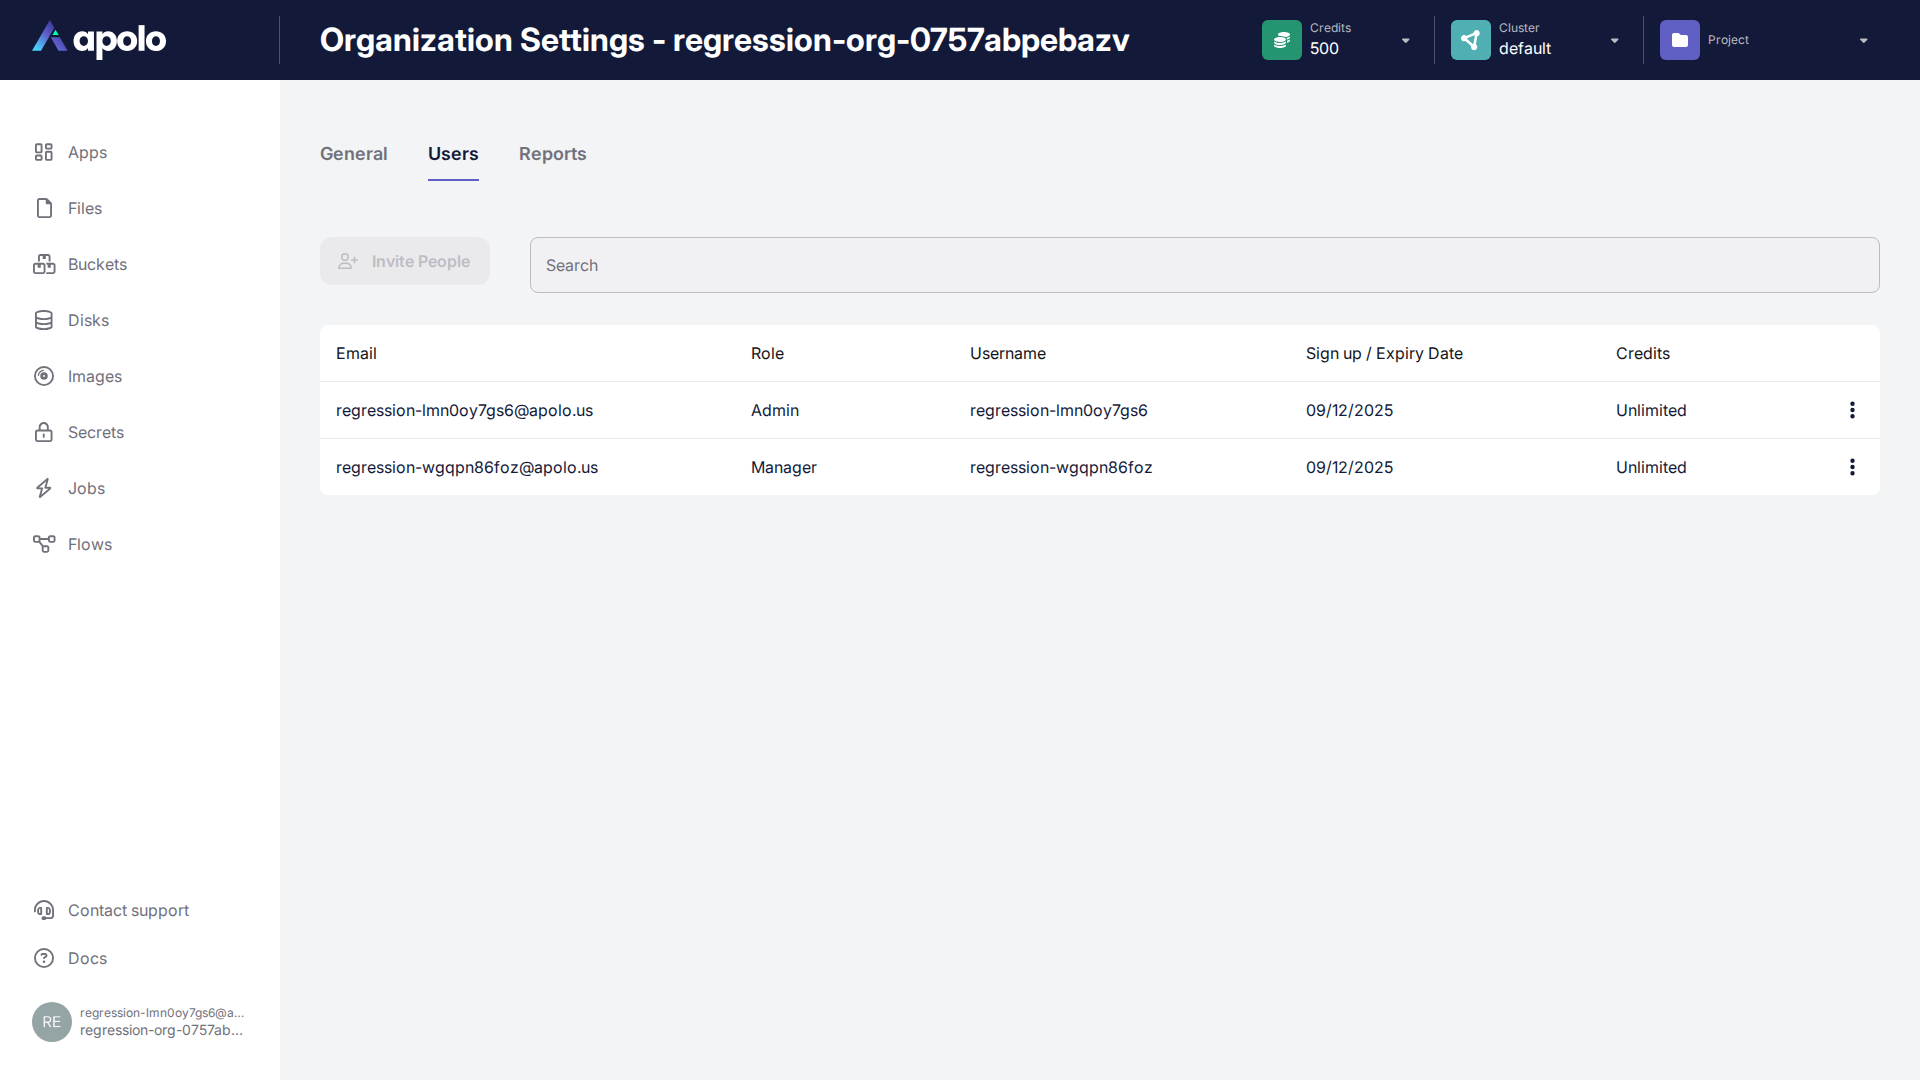 apolo
Organization Settings - regression-org-0757abpebazv
Credits
500
Cluster
default
Project
Apps
Files
Buckets
Disks
Images
Secrets
Jobs
Flows
General Users Reports
Invite People
Search
Email Role Username Sign up / Expiry Date Credits
regression-lmn0oy7gs6@apolo.us Admin regression-lmn0oy7gs6 09/12/2025 Unlimited
regression-wgqpn86foz@apolo.us Manager regression-wgqpn86foz 09/12/2025 Unlimited
Contact support
Docs
RE
regression-lmn0oy7gs6@a...
regression-org-0757ab...